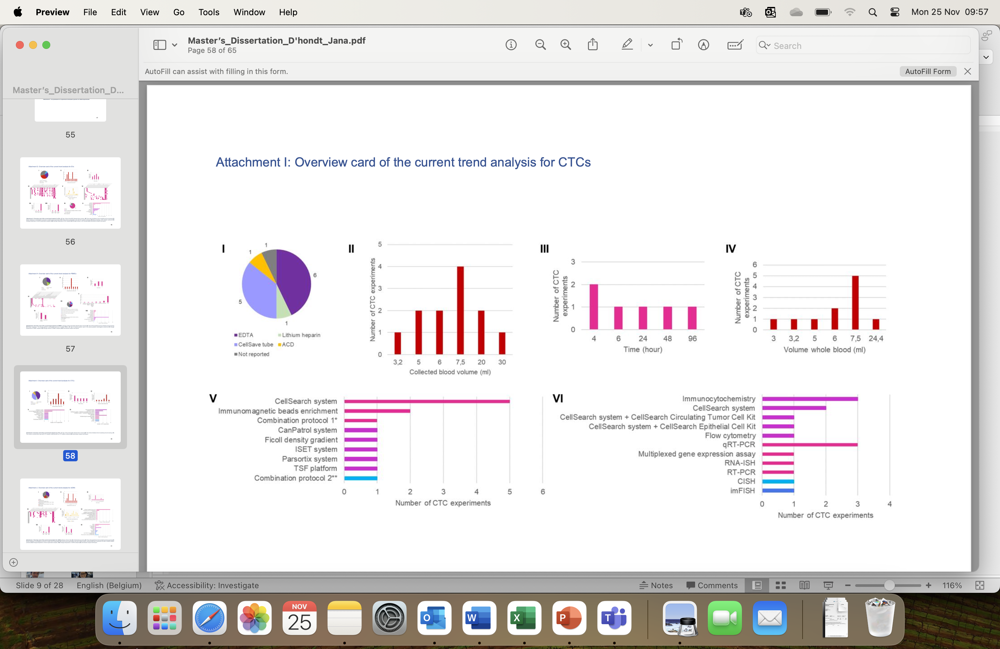 Preview File Edit View Go Tools Window Help
Mon 25 Nov 09:57
Master's_Dissertation_D'hondt_Jana.pdf
Page 58 of 65
Search
AutoFill can assist with filling in this form.
AutoFill Form
Master's_Dissertation_D...
55
56
57
58
Attachment I: Overview card of the current trend analysis for CTCs
I
1
1
6
5
1
EDTA
Lithium heparin
CellSave tube
ACD
Not reported
II
Number of CTC experiments
5
4
3
2
1
0
3,2 5 6 7,5 20 30
Collected blood volume (ml)
III
Number of CTC
experiments
3
2
1
0
4 6 24 48 96
Time (hour)
IV
Number of CTC
experiments
6
5
4
3
2
1
0
3 3,2 5 6 7,5 24,4
Volume whole blood (ml)
V
CellSearch system
Immunomagnetic beads enrichment
Combination protocol 1*
CanPatrol system
Ficoll density gradient
ISET system
Parsortix system
TSF platform
Combination protocol 2**
0 1 2 3 4 5 6
Number of CTC experiments
VI
Immunocytochemistry
CellSearch system
CellSearch system + CellSearch Circulating Tumor Cell Kit
CellSearch system + CellSearch Epithelial Cell Kit
Flow cytometry
qRT-PCR
Multiplexed gene expression assay
RNA-ISH
RT-PCR
CISH
imFISH
0 1 2 3 4
Number of CTC experiments
Slide 9 of 28
English (Belgium)
Accessibility: Investigate
Notes
Comments
116%
NOV
25
O
W
X
P
T